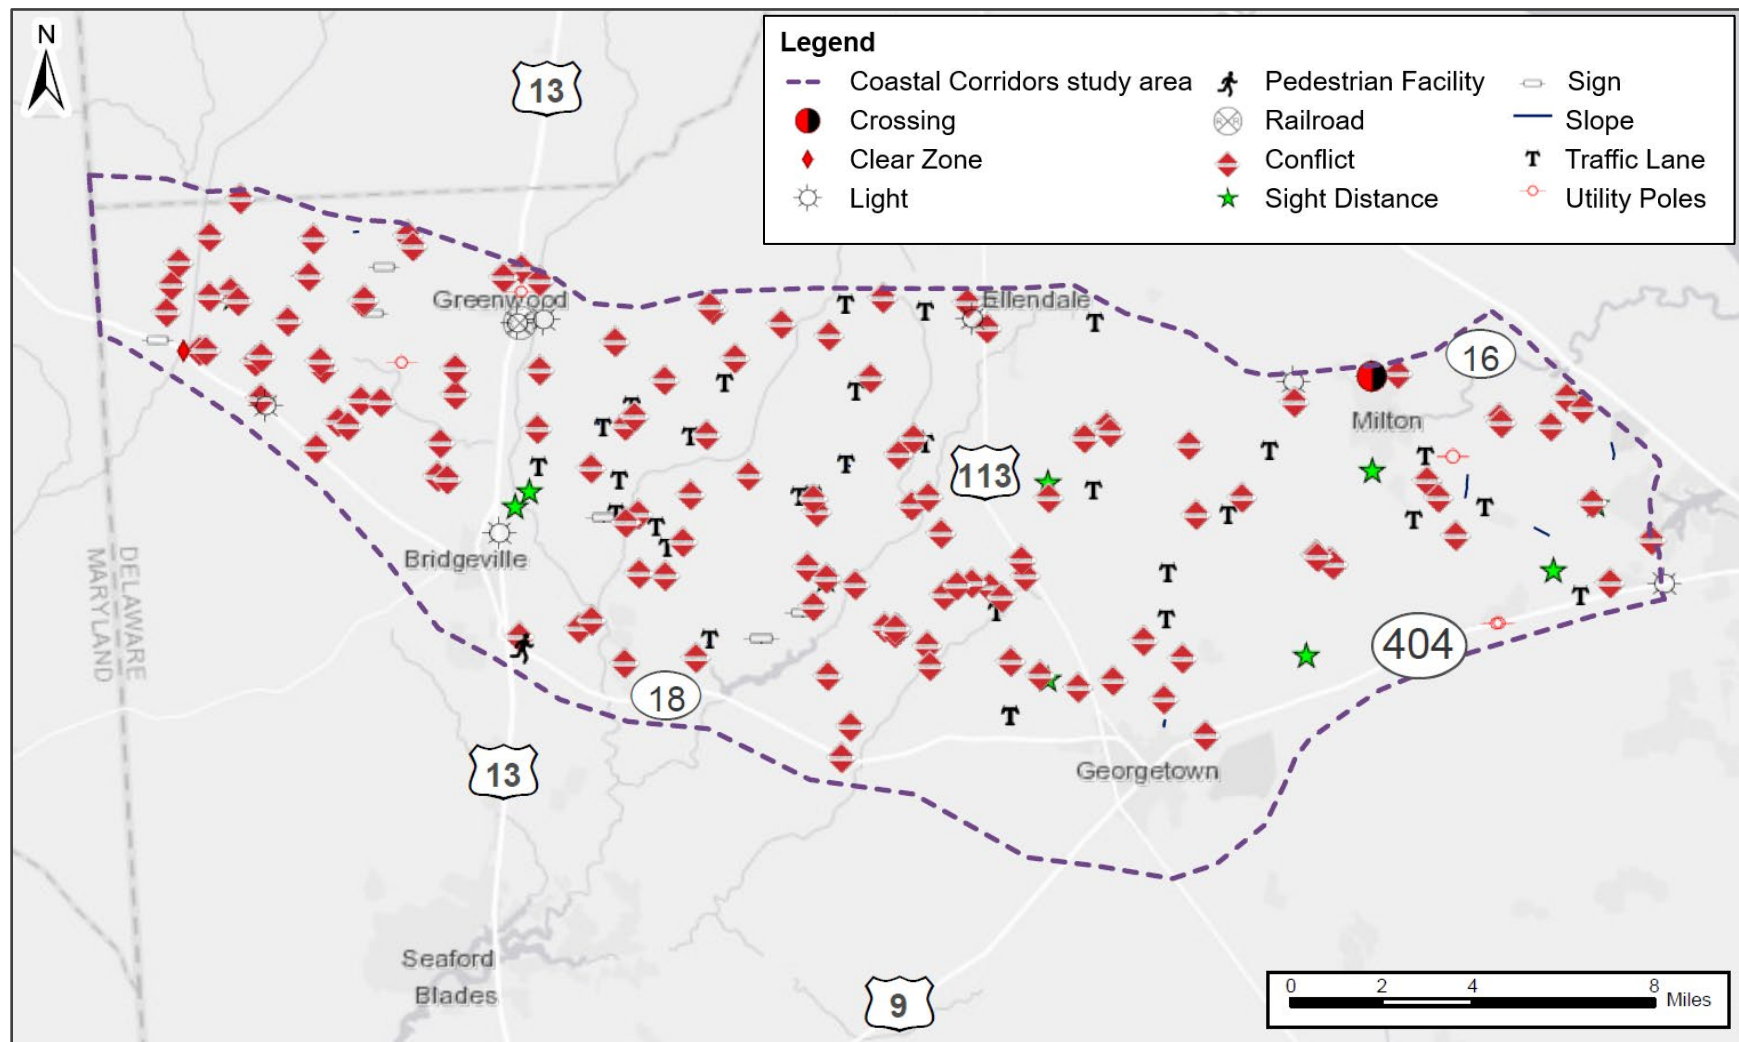 N
13
Legend
Coastal Corridors study area
Pedestrian Facility
Sign
Crossing
Railroad
Slope
Clear Zone
Conflict
Traffic Lane
Light
Sight Distance
Utility Poles
Greenwood
Ellendale
16
Milton
113
Bridgeville
DELAWARE
MARYLAND
404
18
13
Georgetown
Seaford
Blades
9
0 2 4 8 Miles